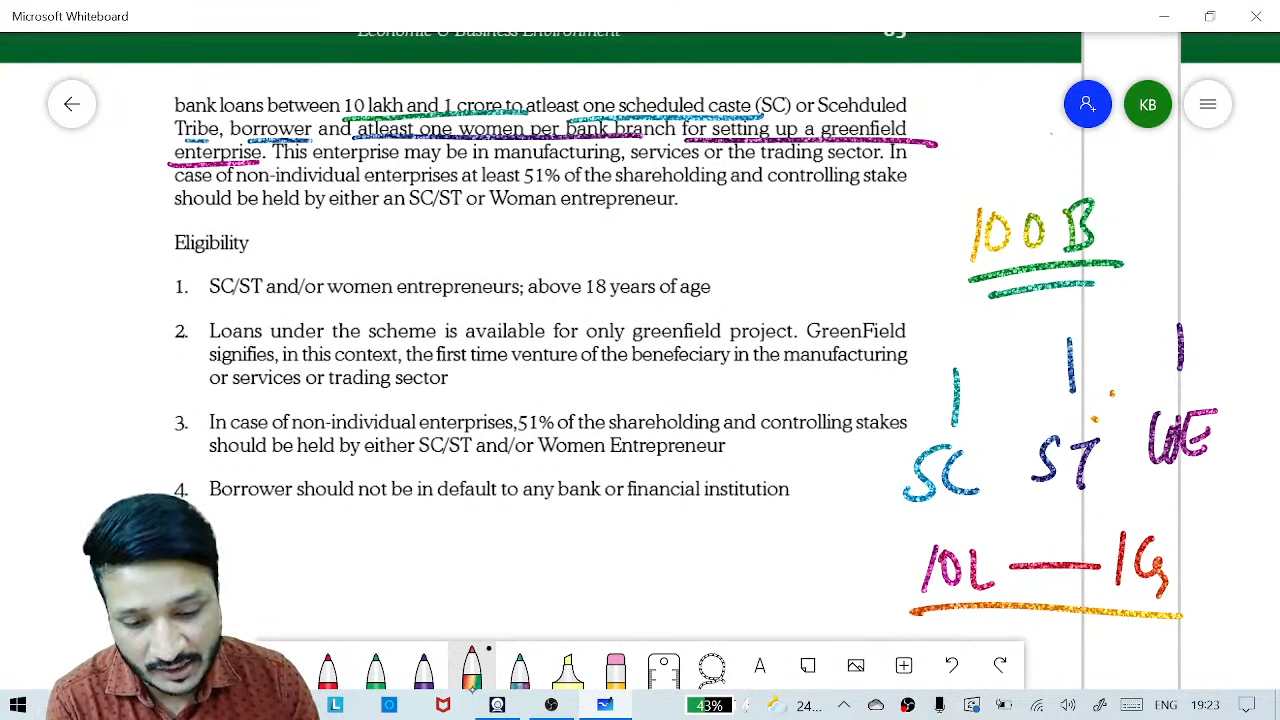 Microsoft Whiteboard
Economic & Business Environment
bank loans between 10 lakh and 1 crore to atleast one scheduled caste (SC) or Scehduled
Tribe, borrower and atleast one women per bank branch for setting up a greenfield
enterprise. This enterprise may be in manufacturing, services or the trading sector. In
case of non-individual enterprises at least 51% of the shareholding and controlling stake
should be held by either an SC/ST or Woman entrepreneur.
KB
100B
Eligibility
1. SC/ST and/or women entrepreneurs; above 18 years of age
2. Loans under the scheme is available for only greenfield project. GreenField
signifies, in this context, the first time venture of the benefeciary in the manufacturing
or services or trading sector
1 1 1
3. In case of non-individual enterprises,51% of the shareholding and controlling stakes
should be held by either SC/ST and/or Women Entrepreneur
SC ST WE
4. Borrower should not be in default to any bank or financial institution
10L — 1Cr
A
L
43%
24...
ENG
19:23